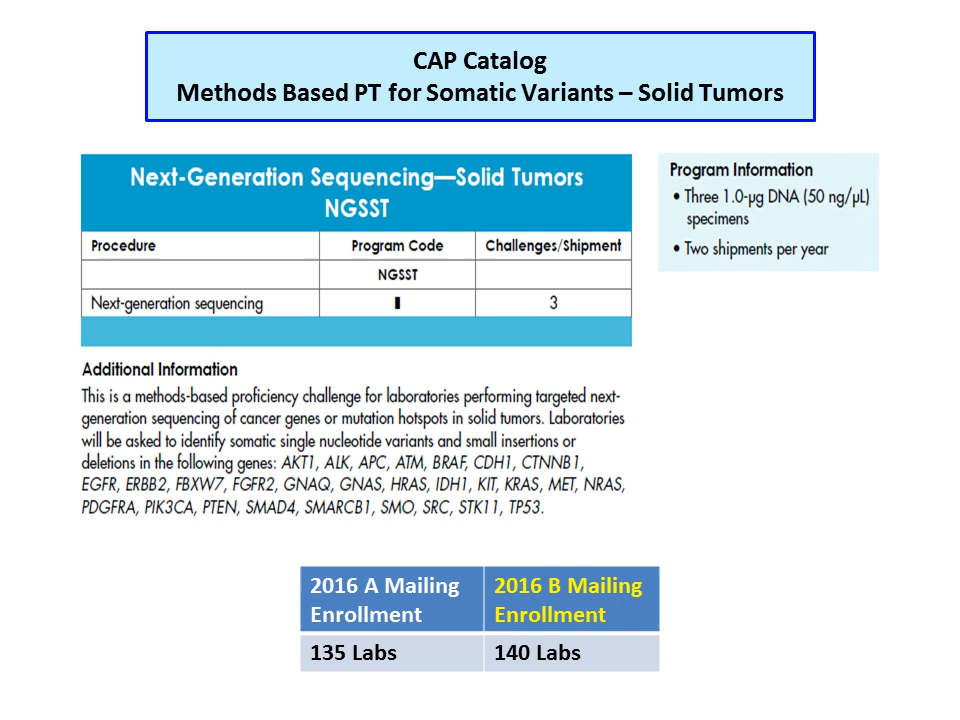 CAP Catalog
Methods Based PT for Somatic Variants – Solid Tumors
Next-Generation Sequencing—Solid Tumors
NGSST
Procedure Program Code Challenges/Shipment
NGSST
Next-generation sequencing 3
Program Information
• Three 1.0-µg DNA (50 ng/µL)
specimens
• Two shipments per year
Additional Information
This is a methods-based proficiency challenge for laboratories performing targeted next-
generation sequencing of cancer genes or mutation hotspots in solid tumors. Laboratories
will be asked to identify somatic single nucleotide variants and small insertions or
deletions in the following genes: AKT1, ALK, APC, ATM, BRAF, CDH1, CTNNB1,
EGFR, ERBB2, FBXW7, FGFR2, GNAQ, GNAS, HRAS, IDH1, KIT, KRAS, MET, NRAS,
PDGFRA, PIK3CA, PTEN, SMAD4, SMARCB1, SMO, SRC, STK11, TP53.
2016 A Mailing
Enrollment
2016 B Mailing
Enrollment
135 Labs
140 Labs